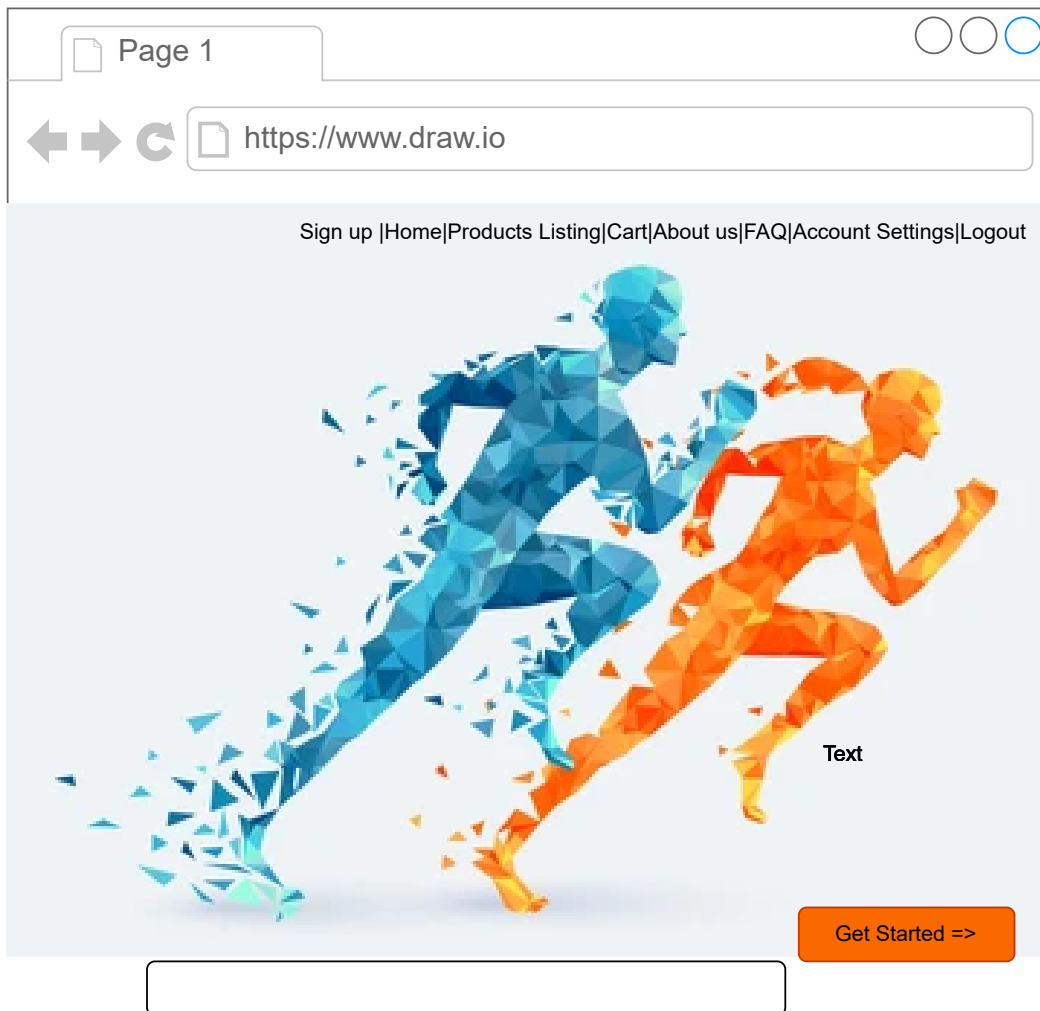 Page 1
https://www.draw.io
Sign up |Home|Products Listing|Cart|About us|FAQ|Account Settings|Logout
Text
Get Started =>